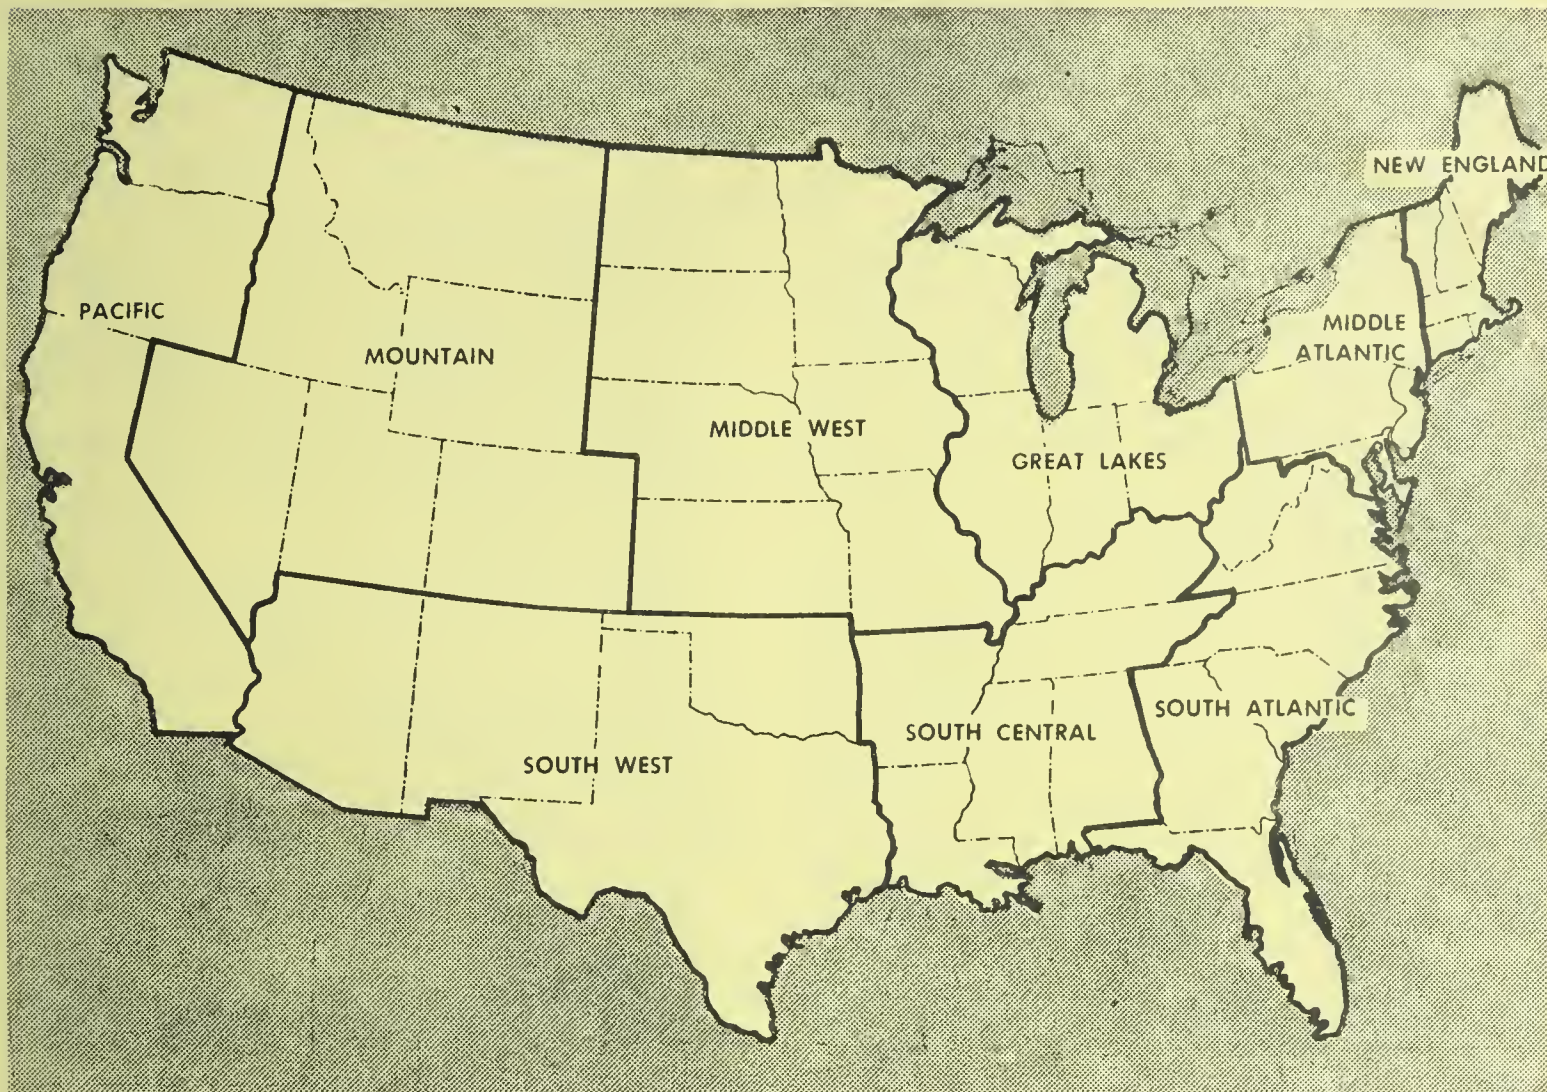 NEW ENGLAND
PACIFIC
MIDDLE
ATLANTIC
MOUNTAIN
MIDDLE WEST
GREAT LAKES
SOUTH ATLANTIC
SOUTH CENTRAL
SOUTH WEST